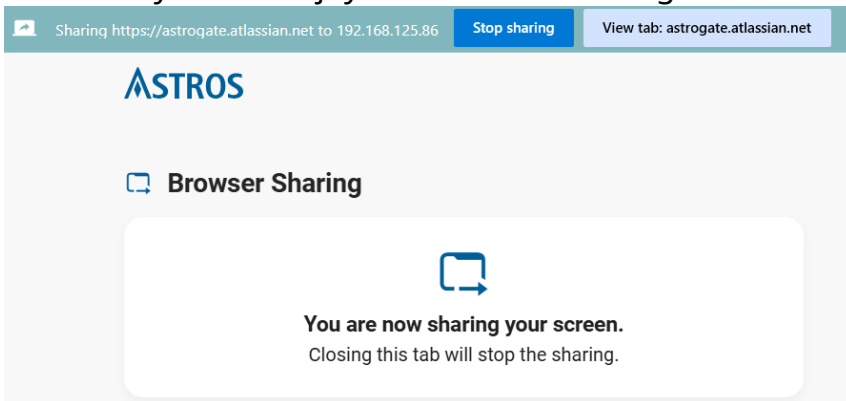 Sharing https://astrogate.atlassian.net to 192.168.125.86 Stop sharing View tab: astrogate.atlassian.net
ASTROS
Browser Sharing
You are now sharing your screen.
Closing this tab will stop the sharing.